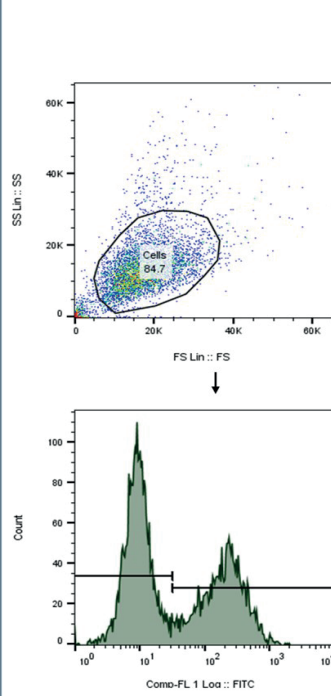 60K
40K
20K
0
SS Lin :: SS
Cells
84.7
0 20K 40K 60K
FS Lin :: FS
100
80
60
40
20
0
Count
10⁰ 10¹ 10² 10³
Comp-FL 1 Log :: FITC